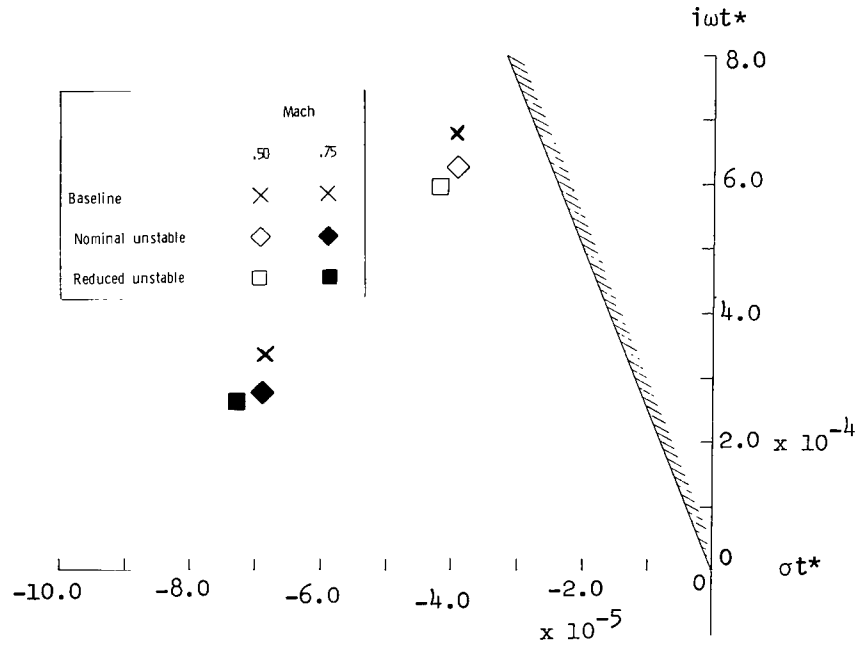 iωt*
8.0
Mach
.50 .75
Baseline
Nominal unstable
Reduced unstable
6.0
4.0
2.0 x 10⁻⁴
0
σt*
-10.0 -8.0 -6.0 -4.0 -2.0 0
x 10⁻⁵